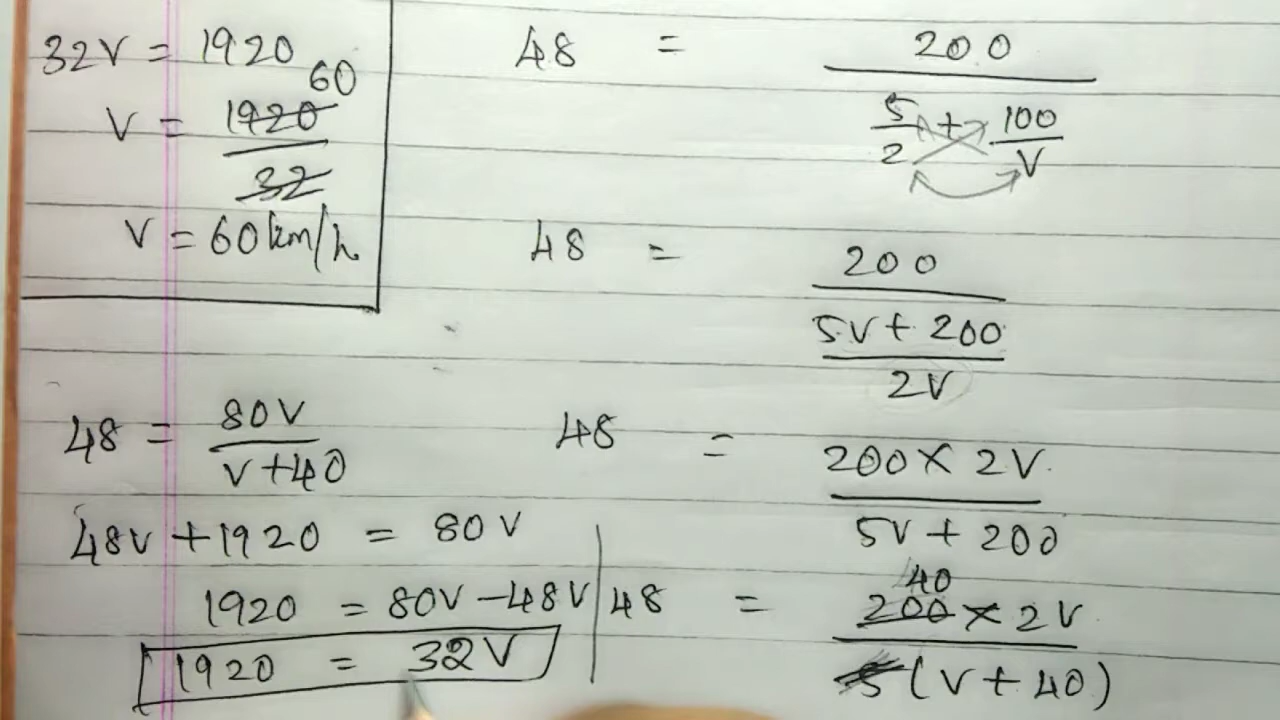 48 = 200
5/2 + 100/V
48 = 200
5V + 200
2V
48 = 200 × 2V
5V + 200
40
48 = 200 × 2V
5(V + 40)
48 = 80V
V + 40
48V + 1920 = 80V
1920 = 80V - 48V
1920 = 32V
32V = 1920
60
V = 1920
32
V = 60 km/h